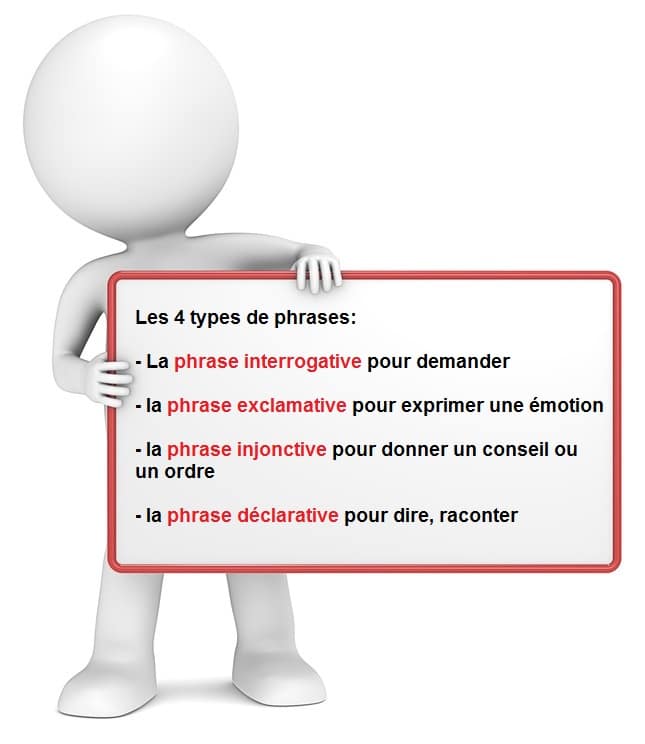 Les 4 types de phrases:
- La phrase interrogative pour demander
- la phrase exclamative pour exprimer une émotion
- la phrase injonctive pour donner un conseil ou
un ordre
- la phrase déclarative pour dire, raconter